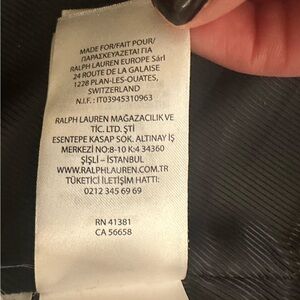 MADE FOR/FAIT POUR/
ΠΑΡΑΣΚΕΥΑΖΕΤΑΙ ΓΙΑ
RALPH LAUREN EUROPE Sàrl
24 ROUTE DE LA GALAISE
1228 PLAN-LES-OUATES,
SWITZERLAND
N.I.F.: IT03945310963
RALPH LAUREN MAĞAZACILIK VE
TİC. LTD. ŞTİ
ESENTEPE KASAP SOK. ALTINAY İŞ
MERKEZİ NO:8-10 K:4 34360
ŞİŞLİ – İSTANBUL
WWW.RALPHLAUREN.COM.TR
TÜKETİCİ İLETİŞİM HATTI:
0212 345 69 69
RN 41381
CA 56658